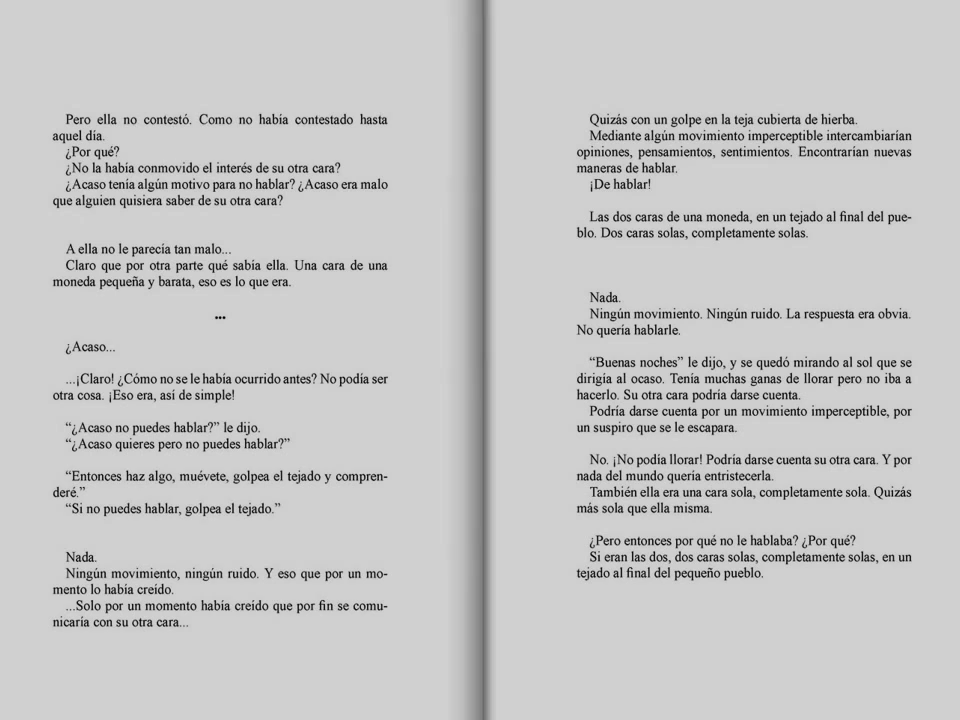 Pero ella no contestó. Como no había contestado hasta
aquel día.
¿Por qué?
¿No la había conmovido el interés de su otra cara?
¿Acaso tenía algún motivo para no hablar? ¿Acaso era malo
que alguien quisiera saber de su otra cara?
A ella no le parecía tan malo...
Claro que por otra parte qué sabía ella. Una cara de una
moneda pequeña y barata, eso es lo que era.
...
¿Acaso...
...¡Claro! ¿Cómo no se le había ocurrido antes? No podía ser
otra cosa. ¡Eso era, así de simple!
“¿Acaso no puedes hablar?” le dijo.
“¿Acaso quieres pero no puedes hablar?”
“Entonces haz algo, muévete, golpea el tejado y compren-
deré.”
“Si no puedes hablar, golpea el tejado.”
Nada.
Ningún movimiento, ningún ruido. Y eso que por un mo-
mento lo había creído.
...Solo por un momento había creído que por fin se comu-
nicaría con su otra cara...
Quizás con un golpe en la teja cubierta de hierba.
Mediante algún movimiento imperceptible intercambiarían
opiniones, pensamientos, sentimientos. Encontrarían nuevas
maneras de hablar.
¡De hablar!
Las dos caras de una moneda, en un tejado al final del pue-
blo. Dos caras solas, completamente solas.
Nada.
Ningún movimiento. Ningún ruido. La respuesta era obvia.
No quería hablarle.
“Buenas noches” le dijo, y se quedó mirando al sol que se
dirigía al ocaso. Tenía muchas ganas de llorar pero no iba a
hacerlo. Su otra cara podría darse cuenta.
Podría darse cuenta por un movimiento imperceptible, por
un suspiro que se le escapara.
No. ¡No podía llorar! Podría darse cuenta su otra cara. Y por
nada del mundo quería entristecerla.
También ella era una cara sola, completamente sola. Quizás
más sola que ella misma.
¿Pero entonces por qué no le hablaba? ¿Por qué?
Si eran las dos, dos caras solas, completamente solas, en un
tejado al final del pequeño pueblo.